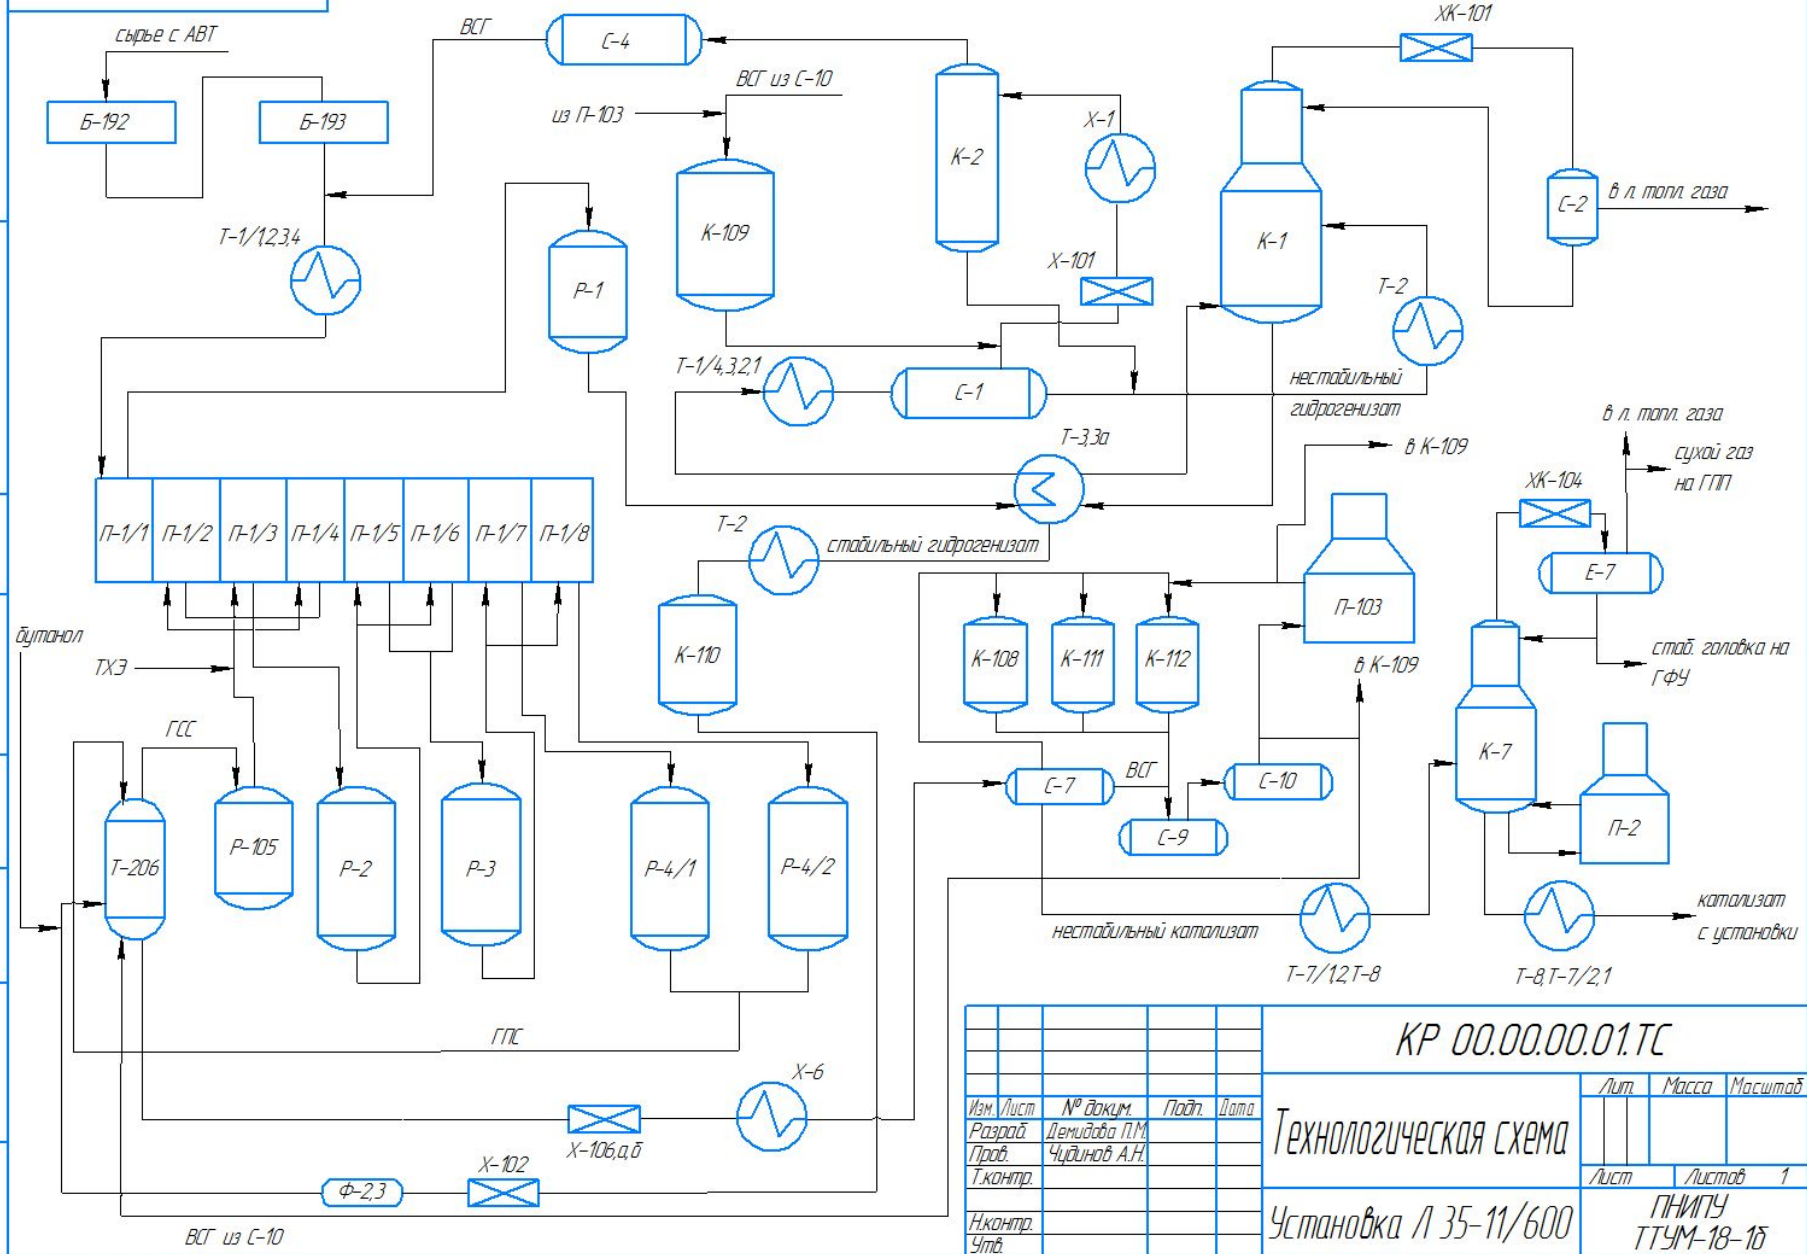 сырье с АВТ
ВСГ
С-4
ХК-101
ВСГ из С-10
из П-103
Б-192
Б-193
К-2
Х-1
С-2
в л. топл. газа
Т-1/1,2,3,4
К-109
К-1
Х-101
Р-1
Т-2
Т-1/4,3,2,1
С-1
нестабильный
гидрогенизат
Т-3,3а
в К-109
в л. топл. газа
сухой газ
на ГПП
ХК-104
П-1/1
П-1/2
П-1/3
П-1/4
П-1/5
П-1/6
П-1/7
П-1/8
Т-2
стабильный гидрогенизат
Е-7
П-103
бутанол
ТХЭ
К-110
К-108
К-111
К-112
в К-109
стаб. головка на
ГФУ
ГСС
К-7
С-7
ВСГ
С-10
С-9
П-2
Т-206
Р-105
Р-2
Р-3
Р-4/1
Р-4/2
нестабильный катализат
катализат
с установки
Т-7/1,2,Т-8
Т-8,Т-7/2,1
ГПС
Х-6
Х-106,а,б
Х-102
Ф-2,3
ВСГ из С-10
КР 00.00.00.01.ТС
Лит. Масса Масштаб
Изм. Лист № докум. Подп. Дата
Разраб. Демидова П.М.
Пров. Чудинов А.Н.
Т.контр.
Технологическая схема
Лист Листов 1
Н.контр.
Утв.
Установка Л 35-11/600
ПНИПУ
ТТУМ-18-1б